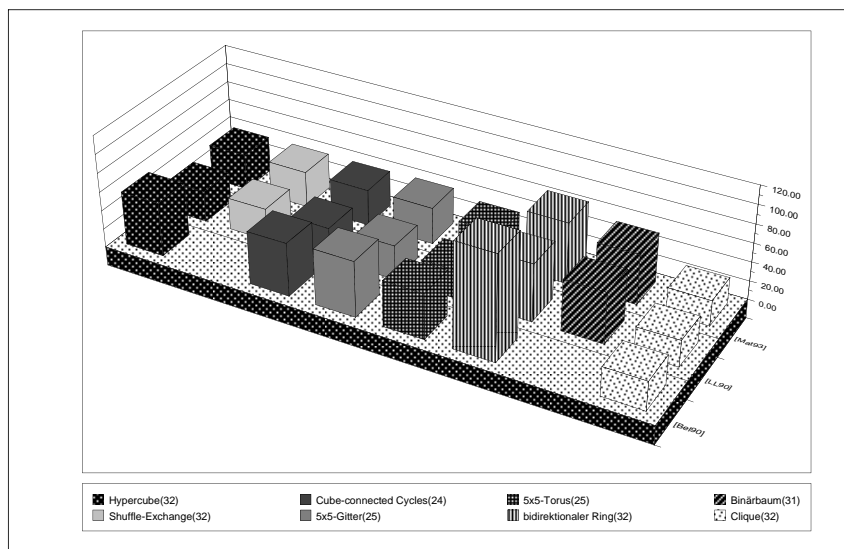 120.00
100.00
80.00
60.00
40.00
20.00
0.00
[Mat93]
[LL90]
[Bel90]
Hypercube(32)
Cube-connected Cycles(24)
5x5-Torus(25)
Binärbaum(31)
Shuffle-Exchange(32)
5x5-Gitter(25)
bidirektionaler Ring(32)
Clique(32)